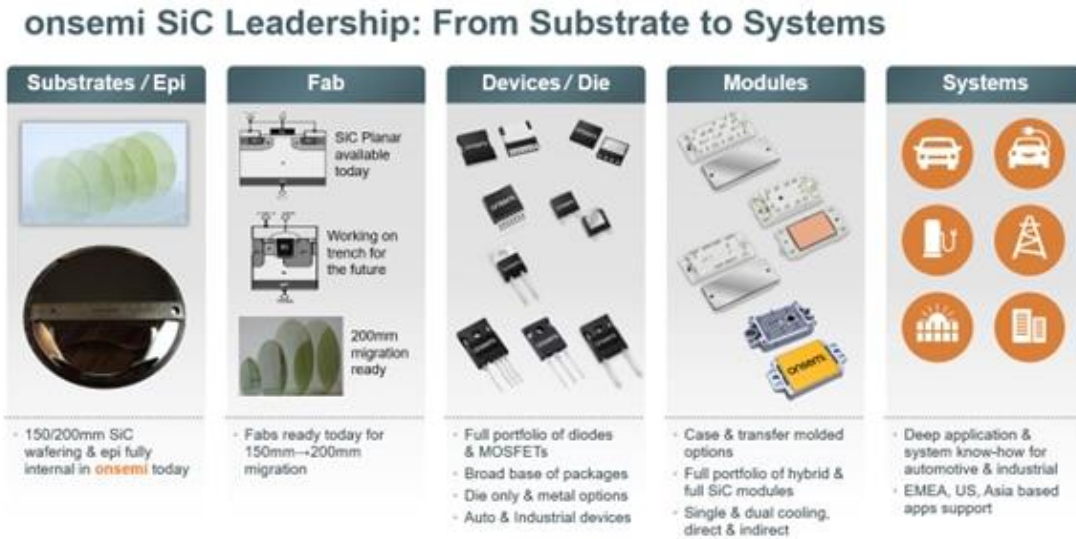 onsemi SiC Leadership: From Substrate to Systems
Substrates / Epi
150/200mm SiC
wafering & epi fully
internal in onsemi today
Fab
SiC Planar
available
today
Working on
trench for
the future
200mm
migration
ready
Fabs ready today for
150mm→200mm
migration
Devices / Die
Full portfolio of diodes
& MOSFETs
Broad base of packages
Die only & metal options
Auto & Industrial devices
Modules
onsemi
Case & transfer molded
options
Full portfolio of hybrid &
full SiC modules
Single & dual cooling,
direct & indirect
Systems
Deep application &
system know-how for
automotive & industrial
EMEA, US, Asia based
apps support